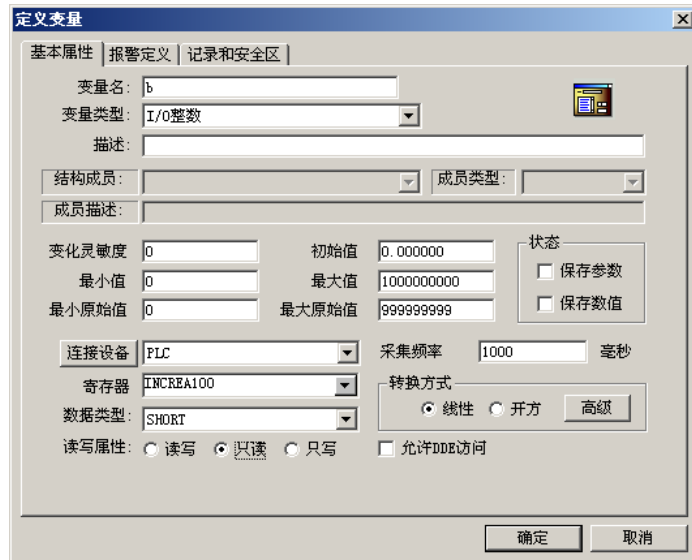 定义变量
基本属性 报警定义 记录和安全区
变量名: b
变量类型: I/O整数
描述:
结构成员: 成员类型:
成员描述:
变化灵敏度 0 初始值 0.000000 状态
最小值 0 最大值 1000000000 保存参数
最小原始值 0 最大原始值 999999999 保存数值
连接设备 PLC 采集频率 1000 毫秒
寄存器 INCREA100 转换方式
数据类型: SHORT 线性 开方 高级
读写属性: 读写 只读 只写 允许DDE访问
确定 取消